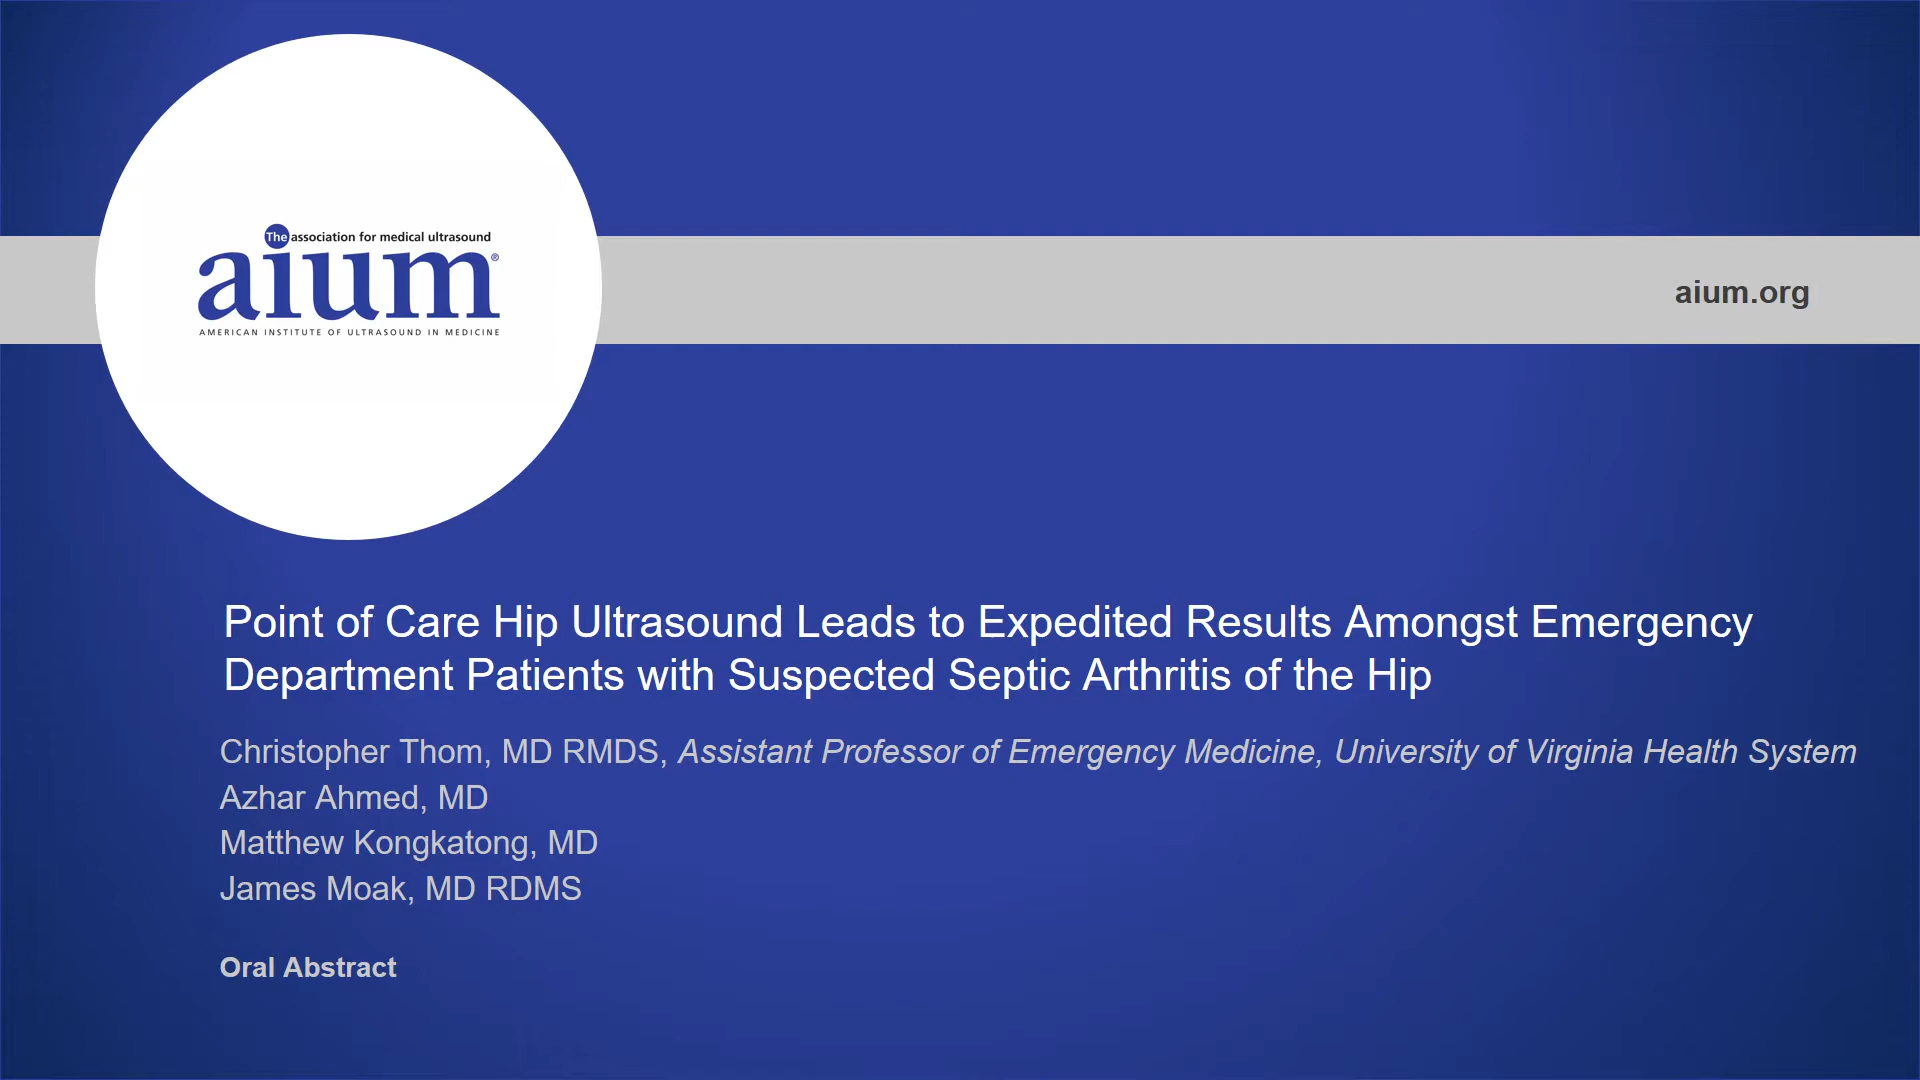 The association for medical ultrasound
aium®
AMERICAN INSTITUTE OF ULTRASOUND IN MEDICINE
aium.org
Point of Care Hip Ultrasound Leads to Expedited Results Amongst Emergency
Department Patients with Suspected Septic Arthritis of the Hip
Christopher Thom, MD RMDS, Assistant Professor of Emergency Medicine, University of Virginia Health System
Azhar Ahmed, MD
Matthew Kongkatong, MD
James Moak, MD RDMS
Oral Abstract